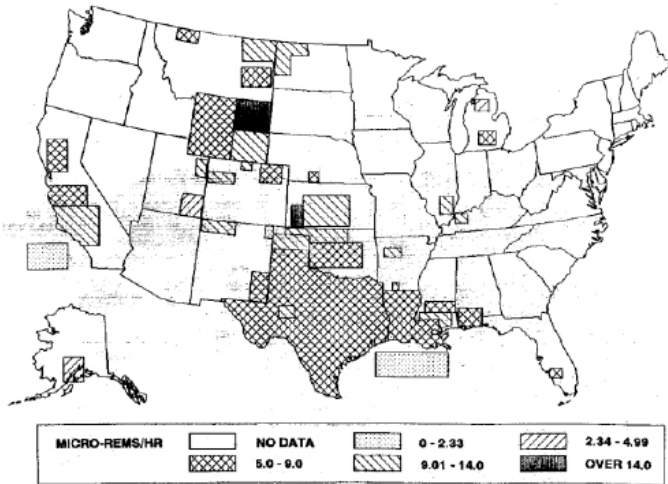 MICRO-REMS/HR NO DATA 0 - 2.33 2.34 - 4.99
5.0 - 9.0 9.01 - 14.0 OVER 14.0